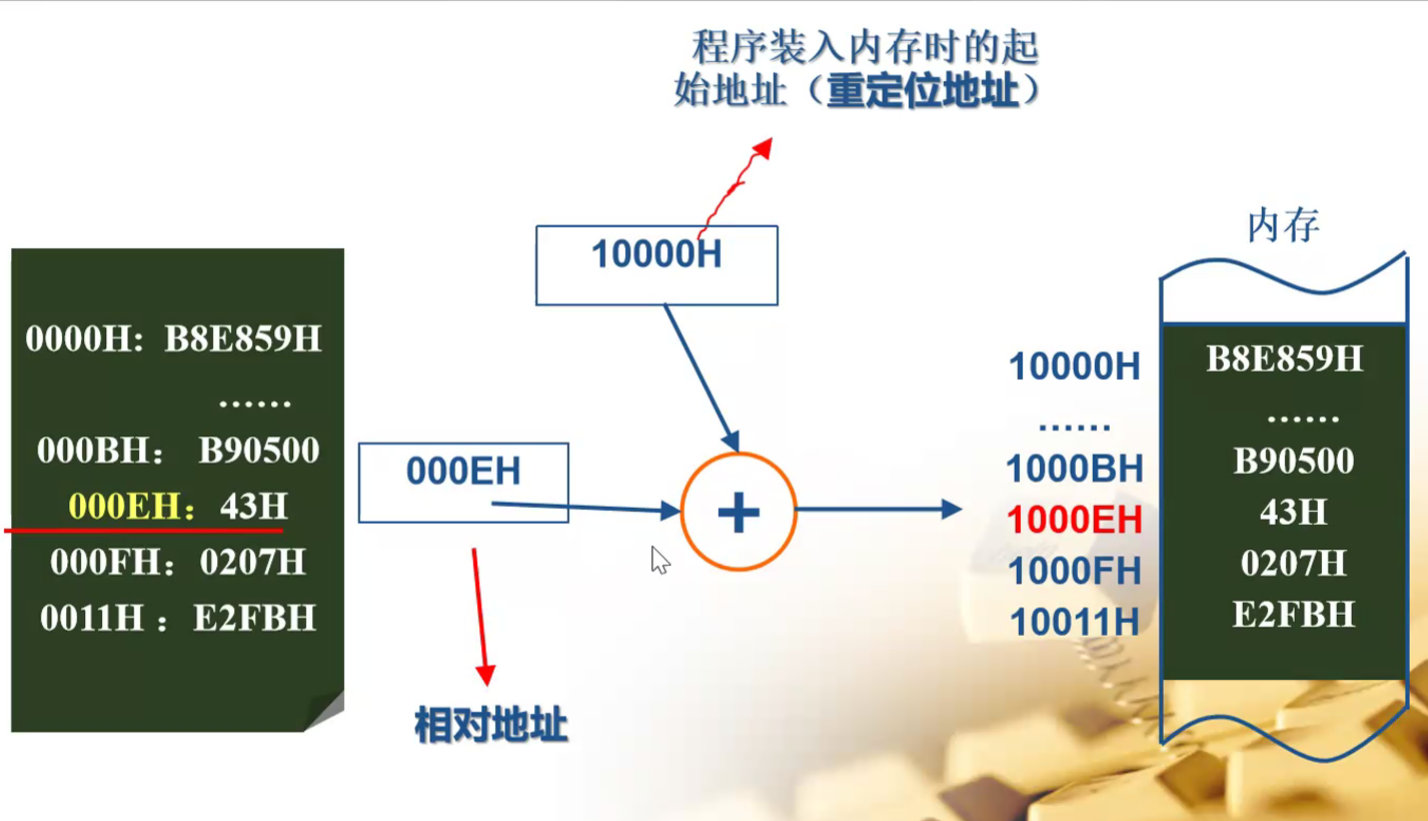 程序装入内存时的起
始地址（重定位地址）
10000H
内存
0000H: B8E859H
......
000BH： B90500
000EH：43H
000FH：0207H
0011H ：E2FBH
000EH
+
相对地址
10000H B8E859H
...... ......
1000BH B90500
1000EH 43H
1000FH 0207H
10011H E2FBH